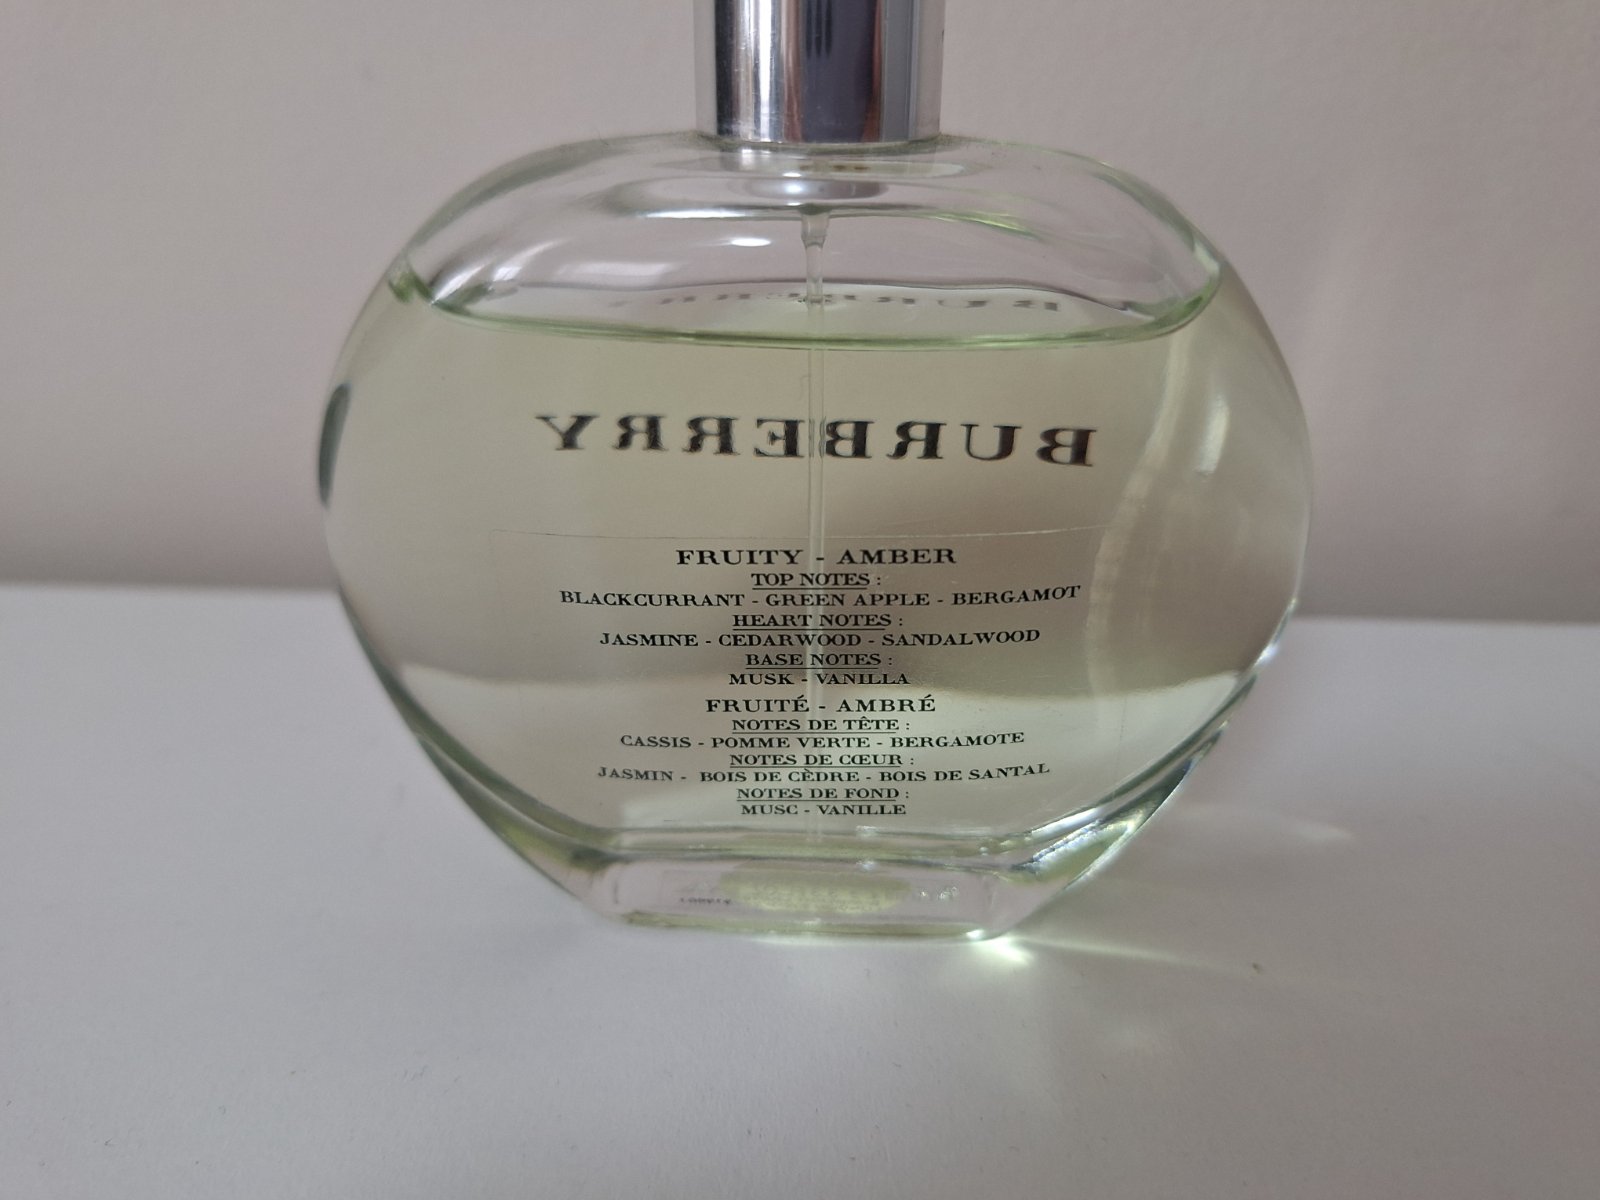 BURBERRY
FRUITY - AMBER
TOP NOTES :
BLACKCURRANT - GREEN APPLE - BERGAMOT
HEART NOTES :
JASMINE - CEDARWOOD - SANDALWOOD
BASE NOTES :
MUSK - VANILLA
FRUITÉ - AMBRÉ
NOTES DE TÊTE :
CASSIS - POMME VERTE - BERGAMOTE
NOTES DE CŒUR :
JASMIN - BOIS DE CÈDRE - BOIS DE SANTAL
NOTES DE FOND :
MUSC - VANILLE